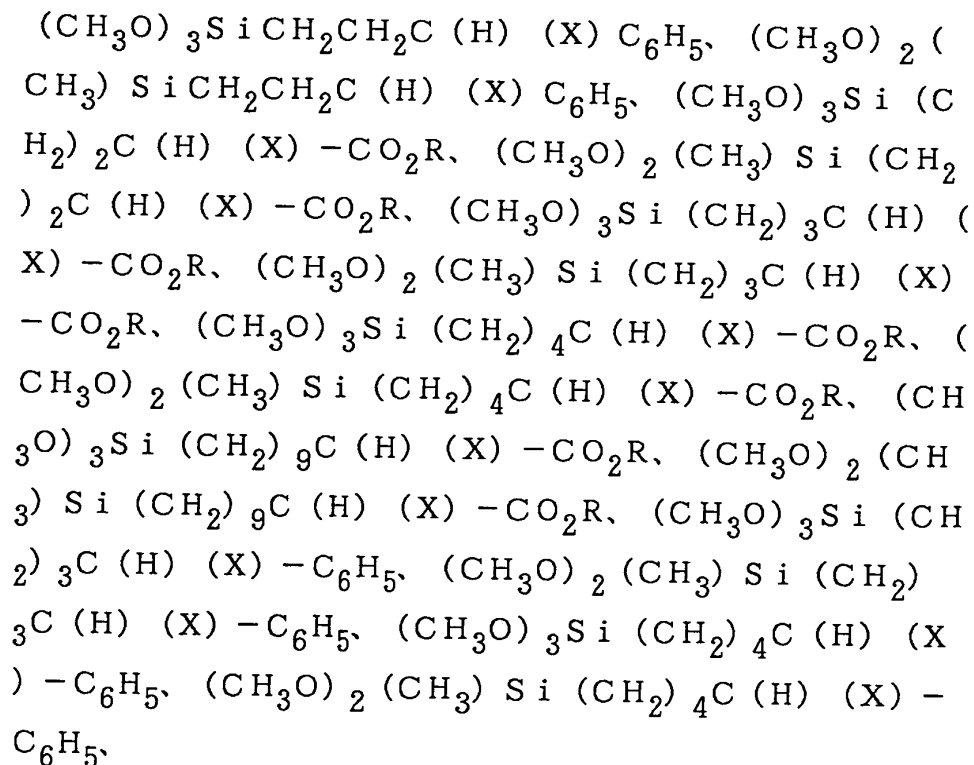 (CH₃O)₃SiCH₂CH₂C(H)(X)C₆H₅、(CH₃O)₂(
CH₃)SiCH₂CH₂C(H)(X)C₆H₅、(CH₃O)₃Si(C
H₂)₂C(H)(X)−CO₂R、(CH₃O)₂(CH₃)Si(CH₂
)₂C(H)(X)−CO₂R、(CH₃O)₃Si(CH₂)₃C(H)(
X)−CO₂R、(CH₃O)₂(CH₃)Si(CH₂)₃C(H)(X)
−CO₂R、(CH₃O)₃Si(CH₂)₄C(H)(X)−CO₂R、(
CH₃O)₂(CH₃)Si(CH₂)₄C(H)(X)−CO₂R、(CH
₃O)₃Si(CH₂)₉C(H)(X)−CO₂R、(CH₃O)₂(CH
₃)Si(CH₂)₉C(H)(X)−CO₂R、(CH₃O)₃Si(CH
₂)₃C(H)(X)−C₆H₅、(CH₃O)₂(CH₃)Si(CH₂)
₃C(H)(X)−C₆H₅、(CH₃O)₃Si(CH₂)₄C(H)(X
)−C₆H₅、(CH₃O)₂(CH₃)Si(CH₂)₄C(H)(X)−
C₆H₅、